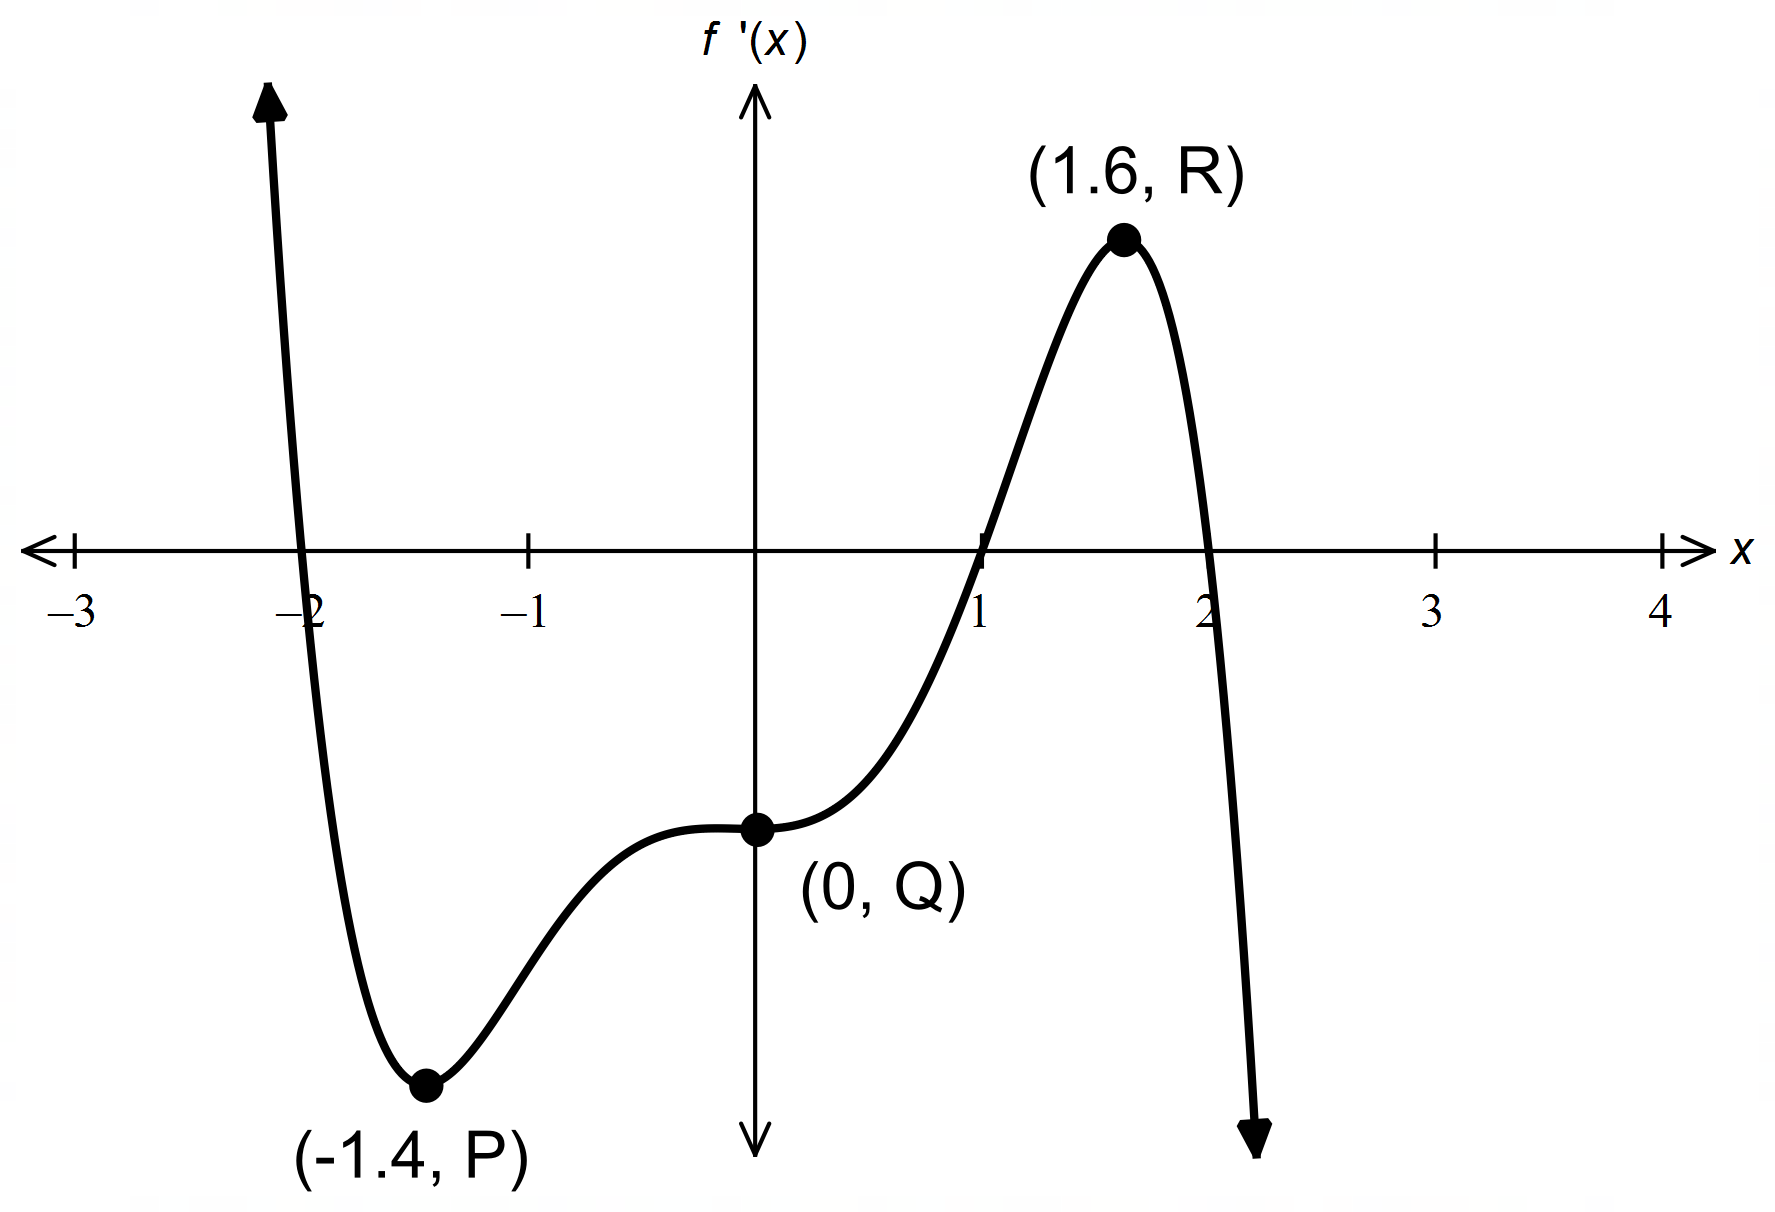 f '(x)
(1.6, R)
x
–3 –2 –1 1 2 3 4
(0, Q)
(-1.4, P)